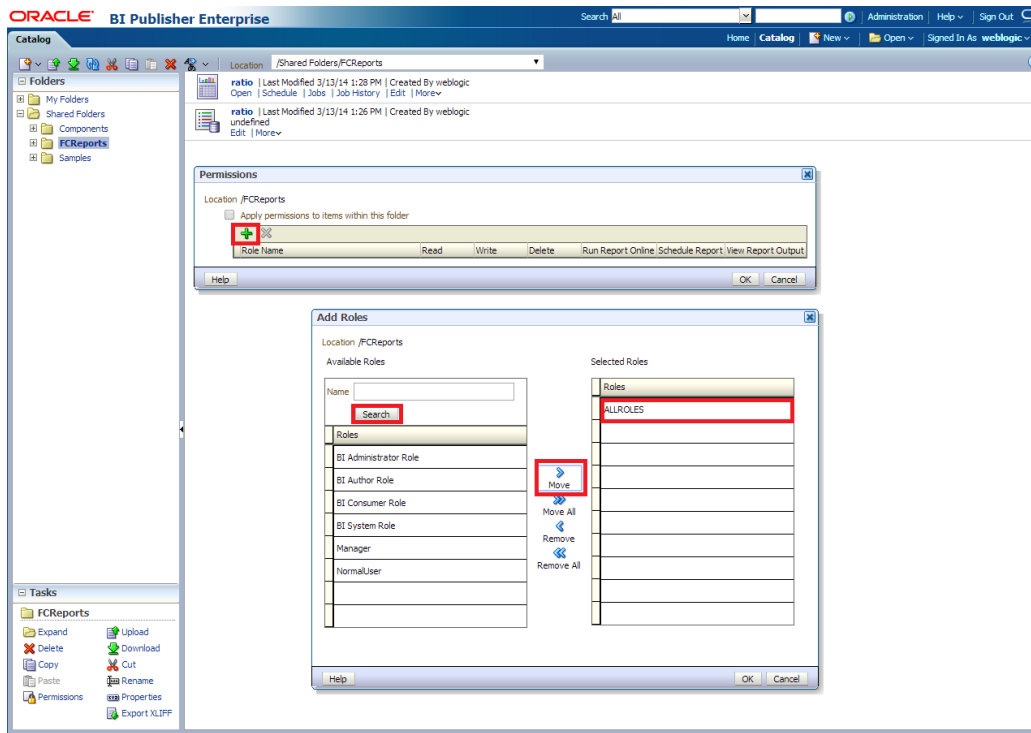 ORACLE BI Publisher Enterprise
Search All
Administration | Help | Sign Out
Catalog
Home | Catalog | New | Open | Signed In As weblogic
Location /Shared Folders/FCReports
Folders
My Folders
Shared Folders
Components
FCReports
Samples
ratio | Last Modified 3/13/14 1:28 PM | Created By weblogic
Open | Schedule | Jobs | Job History | Edit | More
ratio | Last Modified 3/13/14 1:26 PM | Created By weblogic
undefined
Edit | More
Permissions
Location /FCReports
Apply permissions to items within this folder
Role Name Read Write Delete Run Report Online Schedule Report View Report Output
Help OK Cancel
Add Roles
Location /FCReports
Available Roles
Name
Search
Roles
BI Administrator Role
BI Author Role
BI Consumer Role
BI System Role
Manager
NormalUser
Move
Move All
Remove
Remove All
Selected Roles
Roles
ALLROLES
Help OK Cancel
Tasks
FCReports
Expand Upload
Delete Download
Copy Cut
Paste Rename
Permissions Properties
Export XLIFF